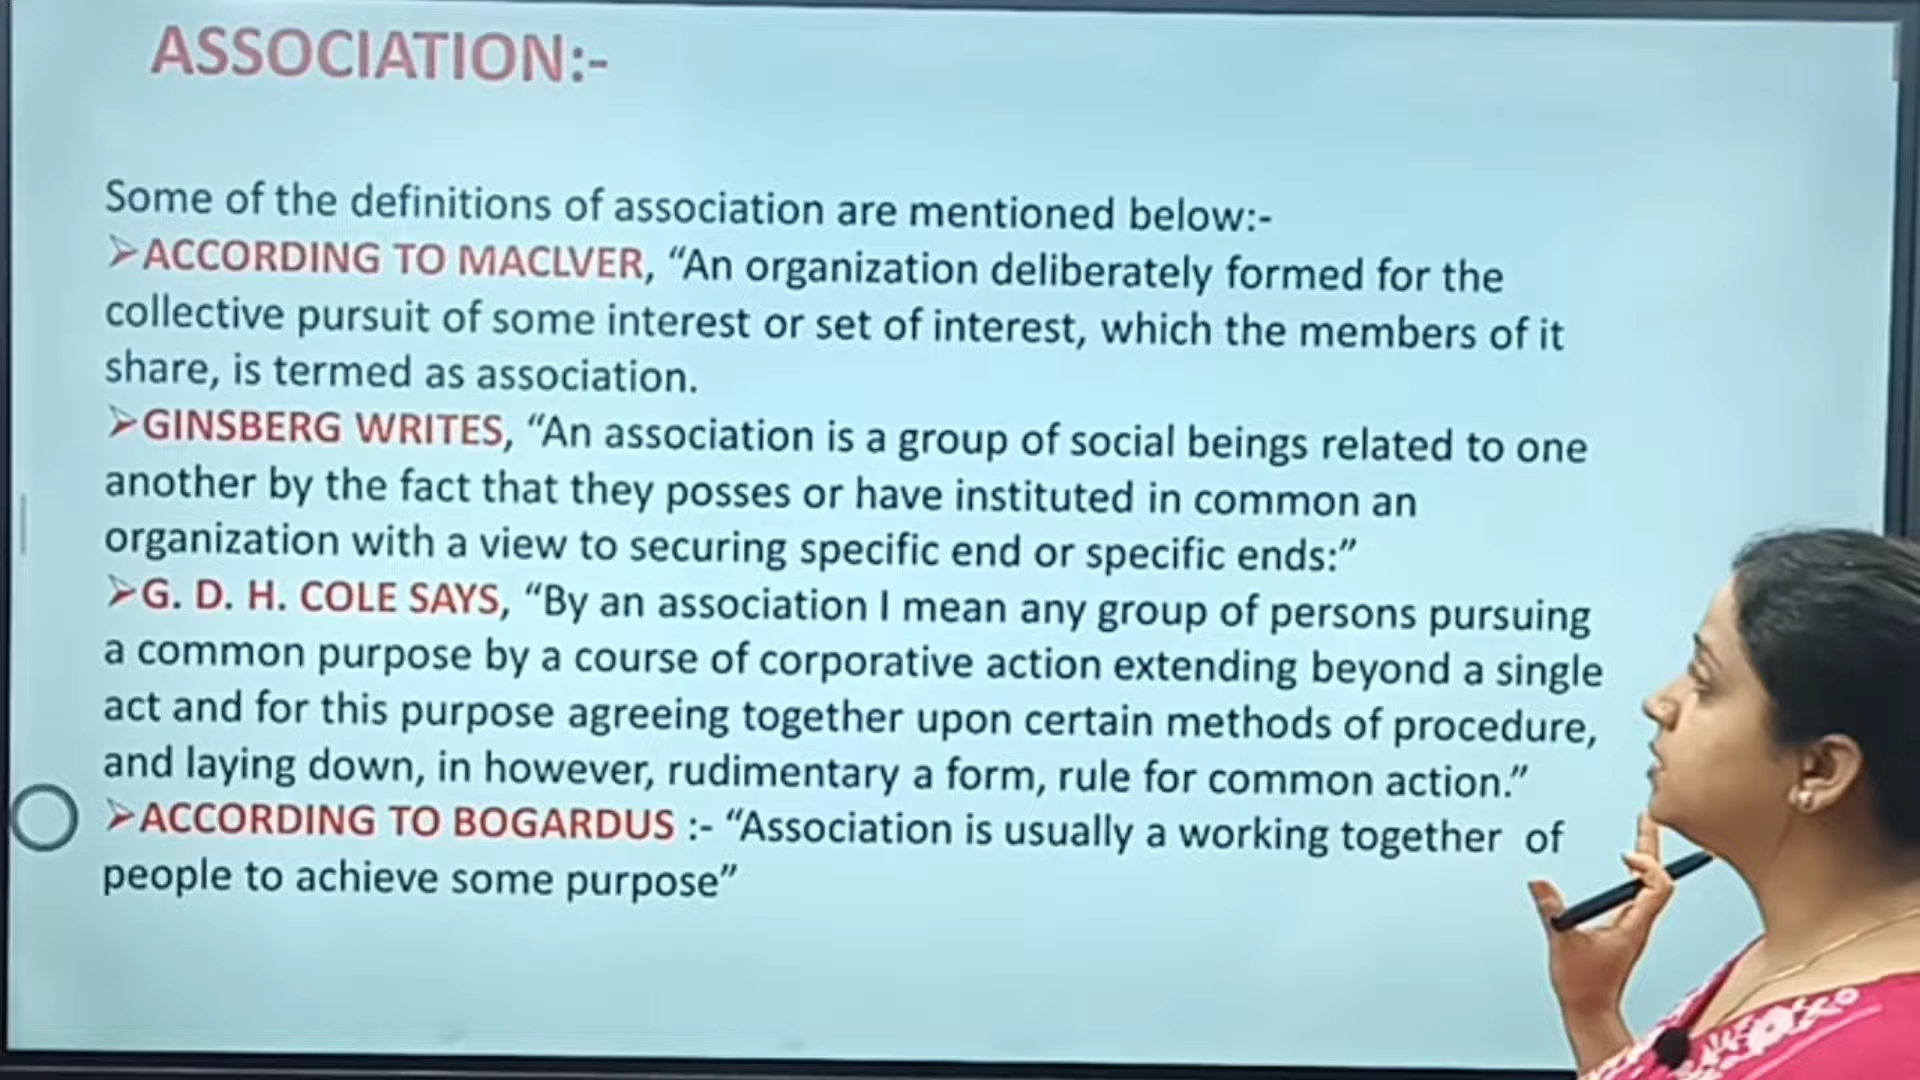 ASSOCIATION:-
Some of the definitions of association are mentioned below:-
➢ACCORDING TO MACLVER, “An organization deliberately formed for the
collective pursuit of some interest or set of interest, which the members of it
share, is termed as association.
➢GINSBERG WRITES, “An association is a group of social beings related to one
another by the fact that they posses or have instituted in common an
organization with a view to securing specific end or specific ends:”
➢G. D. H. COLE SAYS, “By an association I mean any group of persons pursuing
a common purpose by a course of corporative action extending beyond a single
act and for this purpose agreeing together upon certain methods of procedure,
and laying down, in however, rudimentary a form, rule for common action.”
➢ACCORDING TO BOGARDUS :- “Association is usually a working together of
people to achieve some purpose”